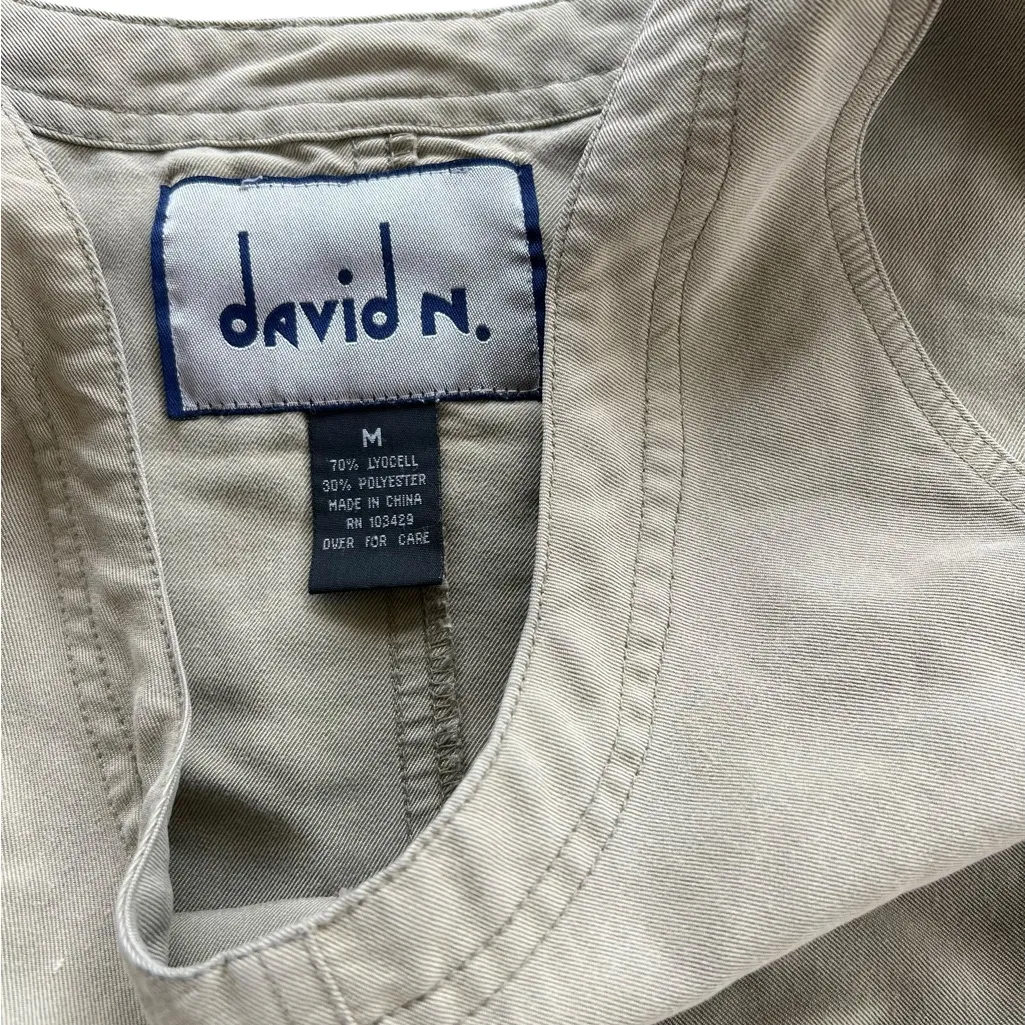 david N.
M
70% LYOCELL
30% POLYESTER
MADE IN CHINA
RN 103429
OVER FOR CARE